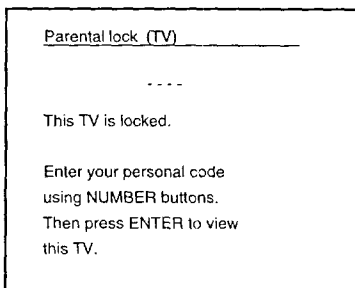 Parental lock (TV)
- - - -
This TV is locked.
Enter your personal code
using NUMBER buttons.
Then press ENTER to view
this TV.